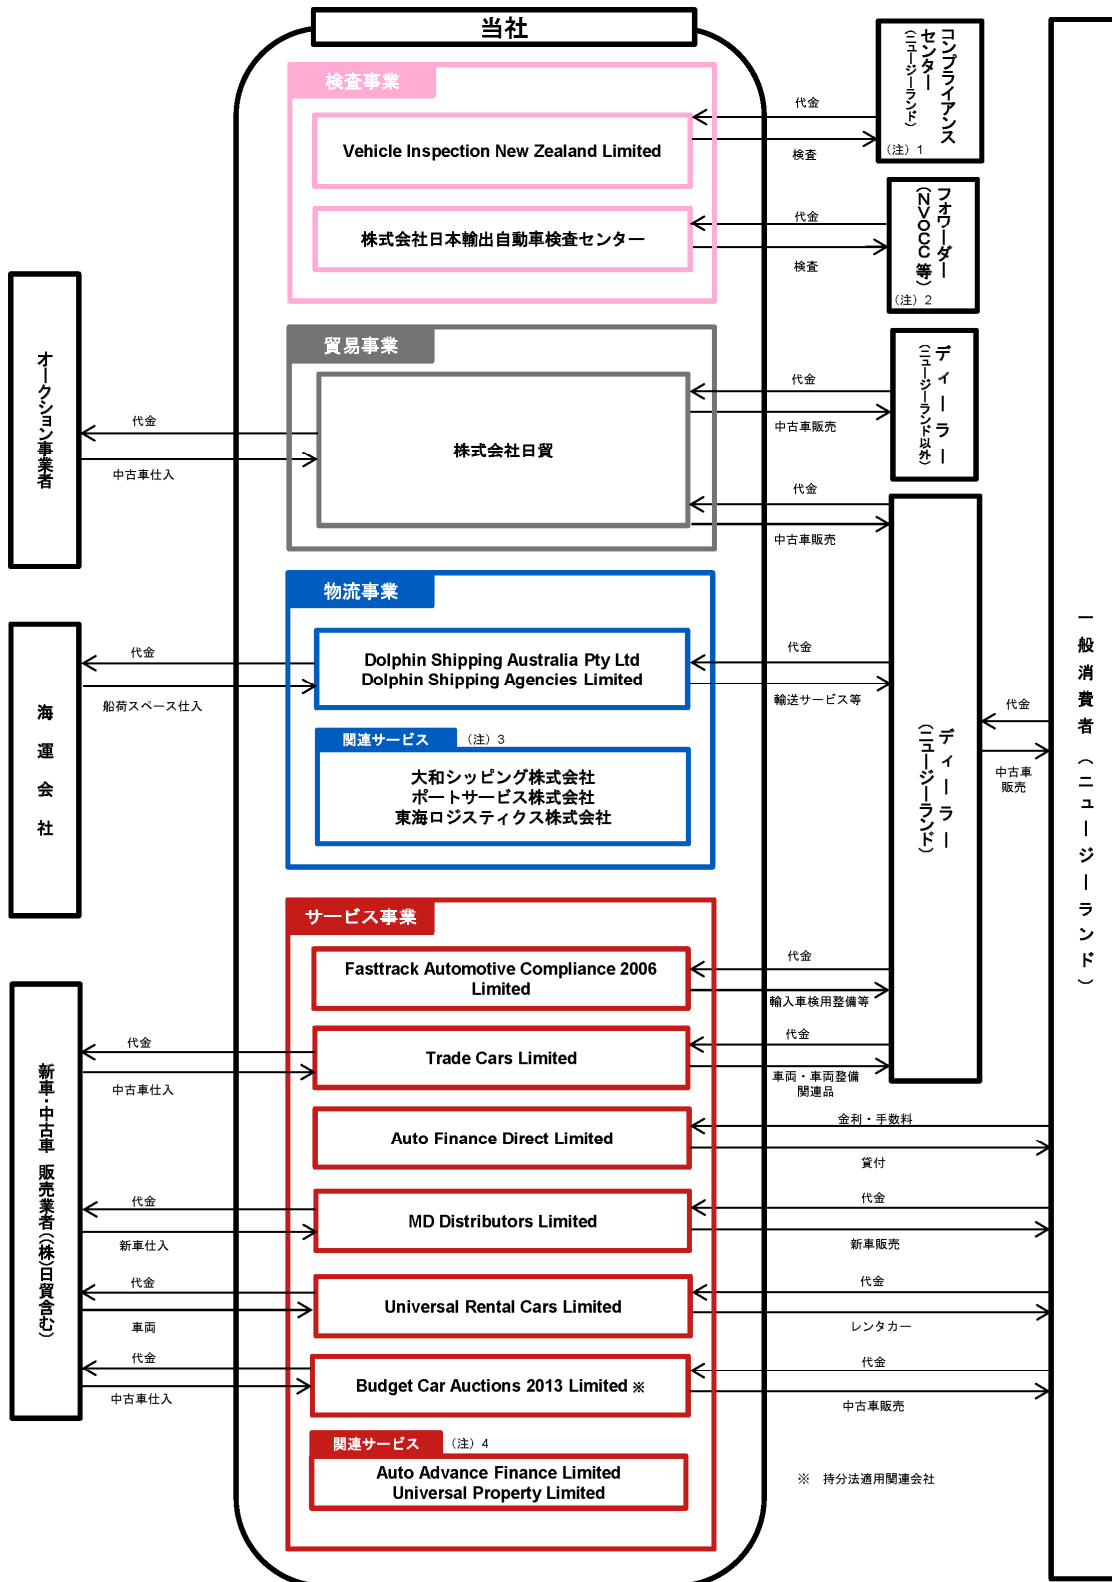 当社
検査事業
Vehicle Inspection New Zealand Limited
株式会社日本輸出自動車検査センター
代金
検査
代金
検査
コンプライアンス
センター
（ニュージーランド）
（注）1
フオワーダー
（NVOCC等）
（注）2
貿易事業
株式会社日貿
オークション事業者
代金
中古車仕入
代金
中古車販売
代金
中古車販売
ディーラー
（ニュージーランド以外）
物流事業
Dolphin Shipping Australia Pty Ltd
Dolphin Shipping Agencies Limited
海運会社
代金
船荷スペース仕入
代金
輸送サービス等
関連サービス
（注）3
大和シッピング株式会社
ポートサービス株式会社
東海ロジスティクス株式会社
ディーラー
（ニュージーランド）
代金
中古車
販売
一般消費者（ニュージーランド）
サービス事業
Fasttrack Automotive Compliance 2006
Limited
代金
輸入車検用整備等
Trade Cars Limited
代金
中古車仕入
代金
車両・車両整備
関連品
新車・中古車 販売業者（（株）日貿含む）
Auto Finance Direct Limited
金利・手数料
貸付
MD Distributors Limited
代金
新車仕入
代金
新車販売
Universal Rental Cars Limited
代金
車両
代金
レンタカー
Budget Car Auctions 2013 Limited ※
代金
中古車仕入
代金
中古車販売
関連サービス
（注）4
Auto Advance Finance Limited
Universal Property Limited
※　持分法適用関連会社